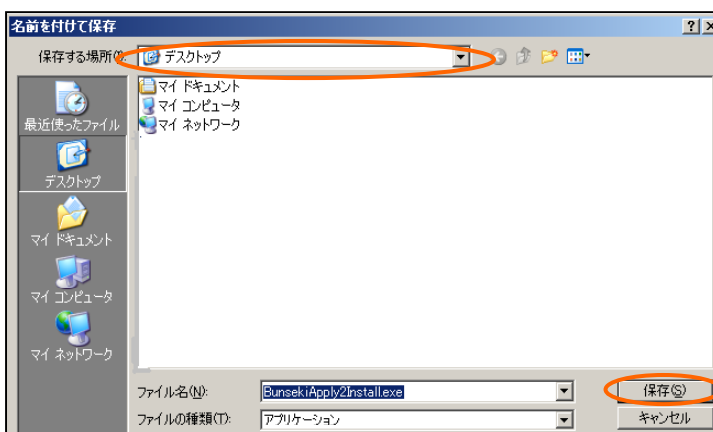 名前を付けて保存
保存する場所(I):
デスクトップ
最近使ったファイル
デスクトップ
マイ ドキュメント
マイ コンピュータ
マイ ネットワーク
マイ ドキュメント
マイ コンピュータ
マイ ネットワーク
ファイル名(N):
BunsekiApply2Install.exe
保存(S)
ファイルの種類(T):
アプリケーション
キャンセル